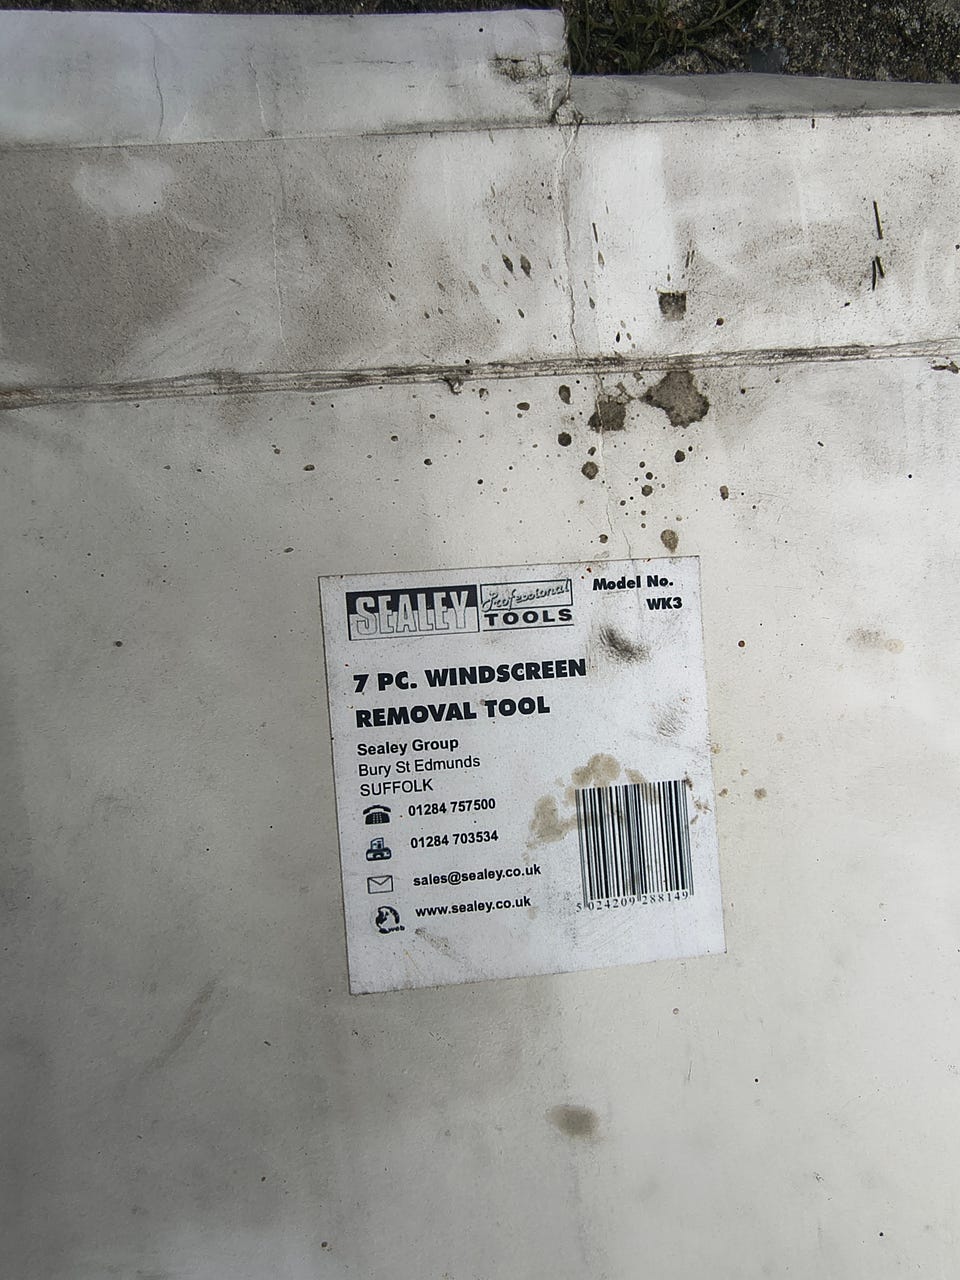 SEALEY Professional TOOLS
Model No.
WK3
7 PC. WINDSCREEN
REMOVAL TOOL
Sealey Group
Bury St Edmunds
SUFFOLK
01284 757500
01284 703534
sales@sealey.co.uk
web www.sealey.co.uk
5 024209 288149